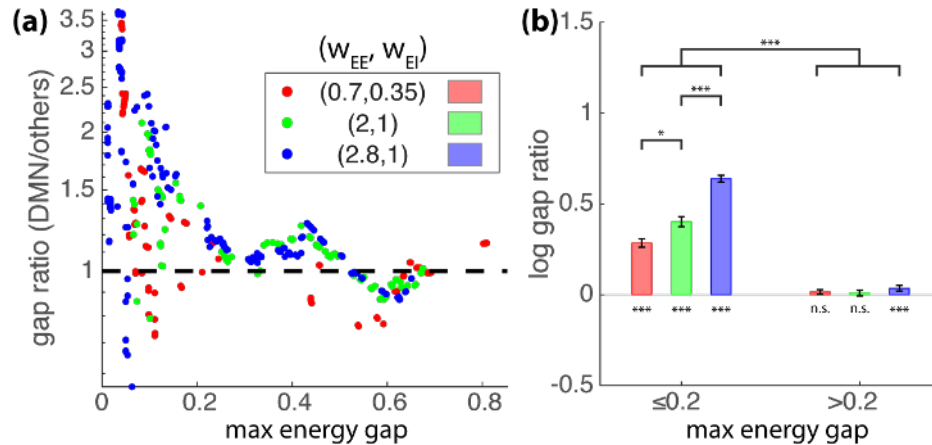 (a)
gap ratio (DMN/others)
3.5
3
2.5
2
1.5
1
0 0.2 0.4 0.6 0.8
max energy gap
(w_EE, w_EI)
(0.7,0.35)
(2,1)
(2.8,1)
(b)
log gap ratio
1.5
1
0.5
0
-0.5
***
***
*
*** *** *** n.s. n.s. ***
≤0.2 >0.2
max energy gap